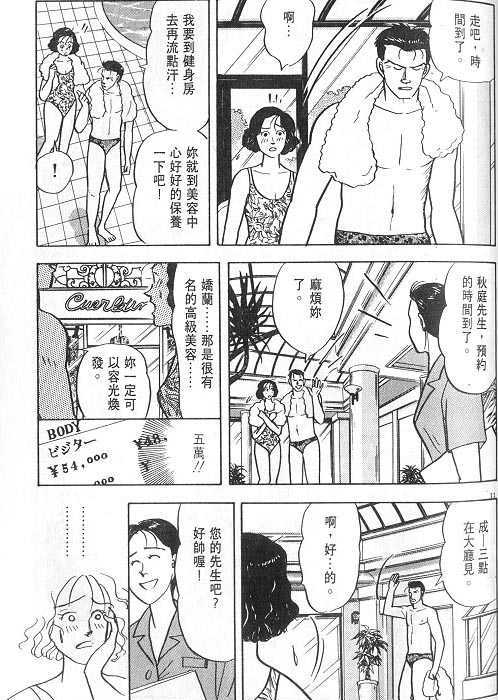 走吧，時
間到了。
啊…
我要到健身房
去再流點汗…
妳就到美容中
心好好的保養
一下吧！
！
秋庭先生，預約
的時間到了。
麻煩妳
了。
嬌蘭……那是很有
名的高級美容……
妳一定可
以容光煥
發。
BODY
ビジター
¥54,000
¥48,
五萬!!
成—三點
在大廳見。
啊，好…的。
您的先生吧？
好帥喔！
…………
…………